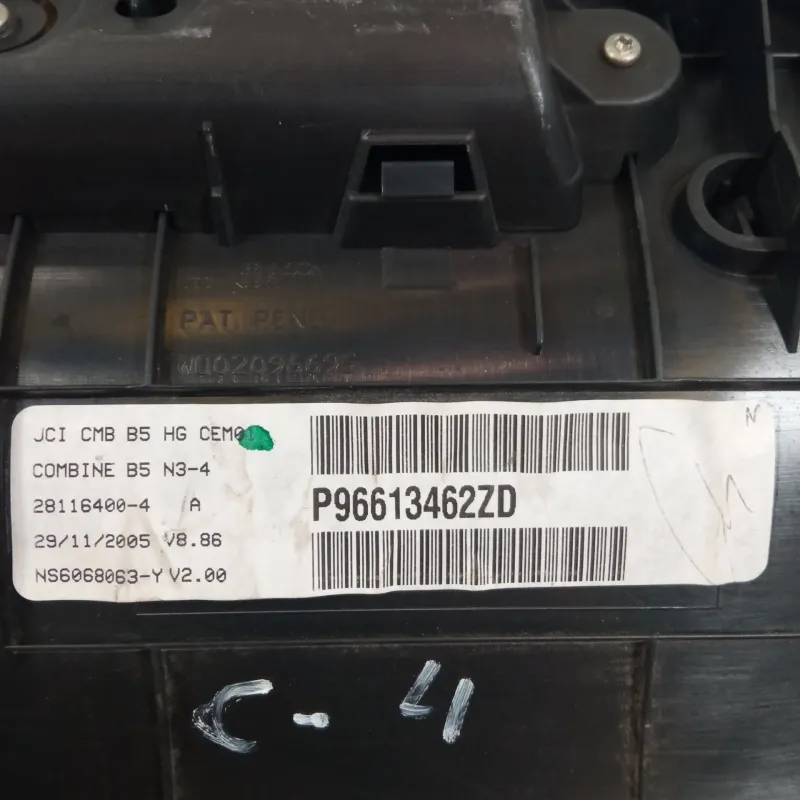 PAT PEND
JCI CMB B5 HG CEM01
COMBINE B5 N3-4
28116400-4 A
29/11/2005 V8.86
NS6068063-Y V2.00
P96613462ZD
N
C-4